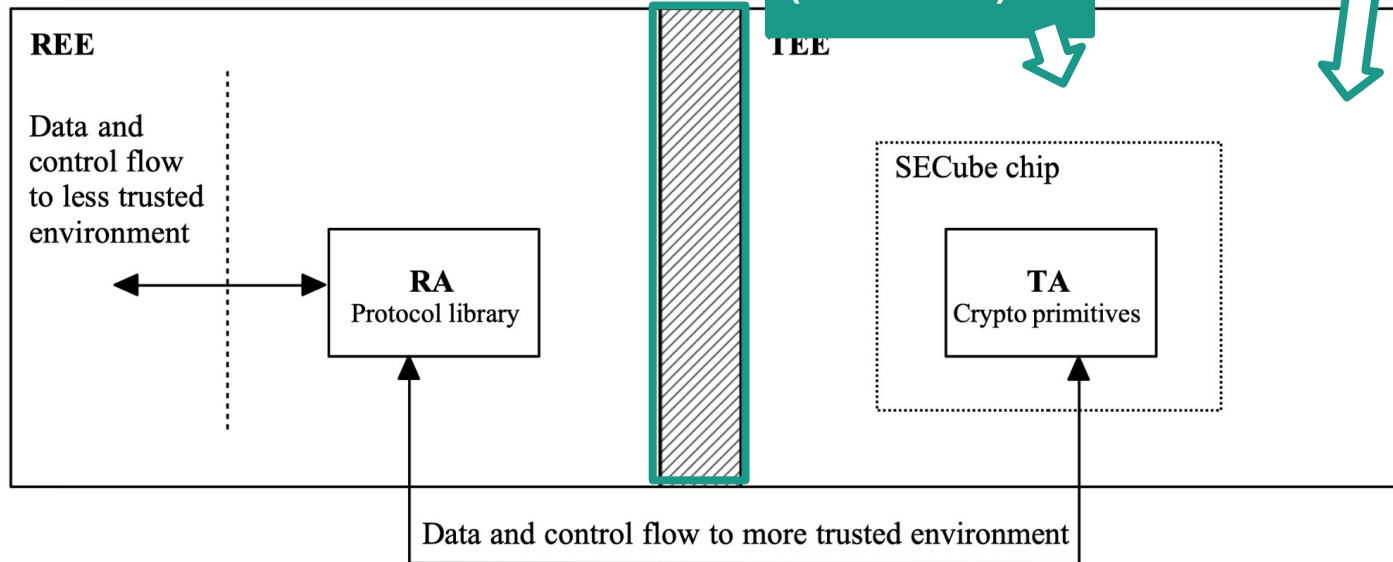 REE
TEE
Data and
control flow
to less trusted
environment
SECube chip
RA
Protocol library
TA
Crypto primitives
Data and control flow to more trusted environment